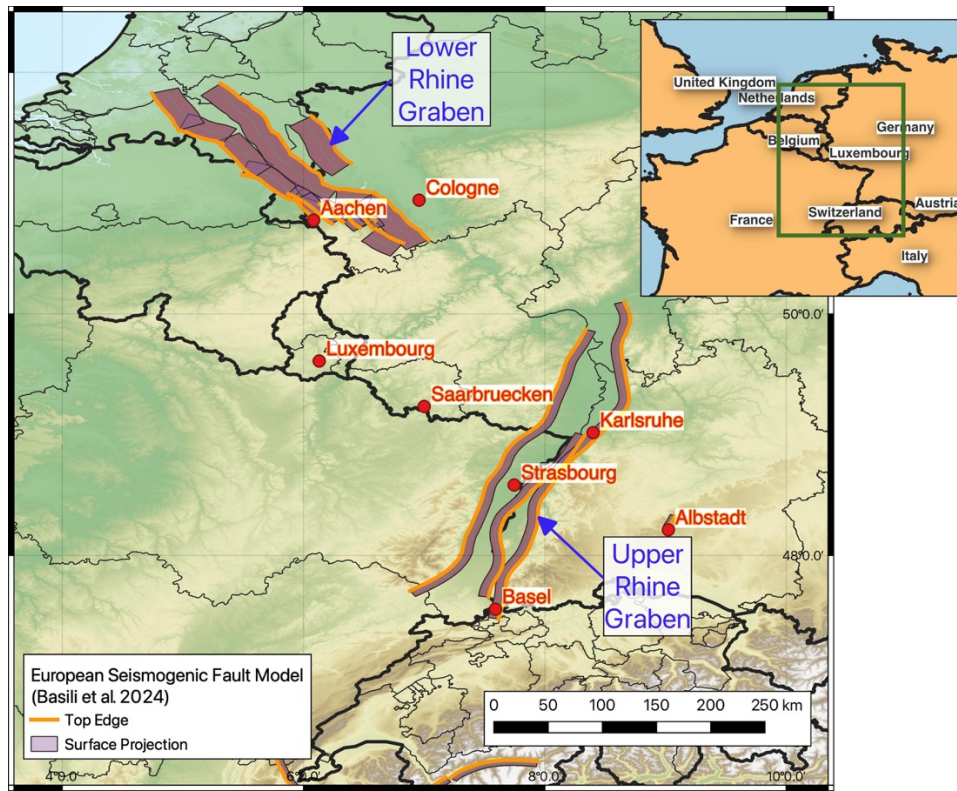 Lower
Rhine
Graben
United Kingdom
Netherlands
Belgium
Germany
Luxembourg
France
Switzerland
Austria
Italy
Cologne
Aachen
50°0.0'
Luxembourg
Saarbruecken
Karlsruhe
Strasbourg
Albstadt
48°0.0'
Upper
Rhine
Graben
Basel
European Seismogenic Fault Model
(Basili et al. 2024)
Top Edge
Surface Projection
0 50 100 150 200 250 km
4°0.0' 6°0.0' 8°0.0' 10°0.0'